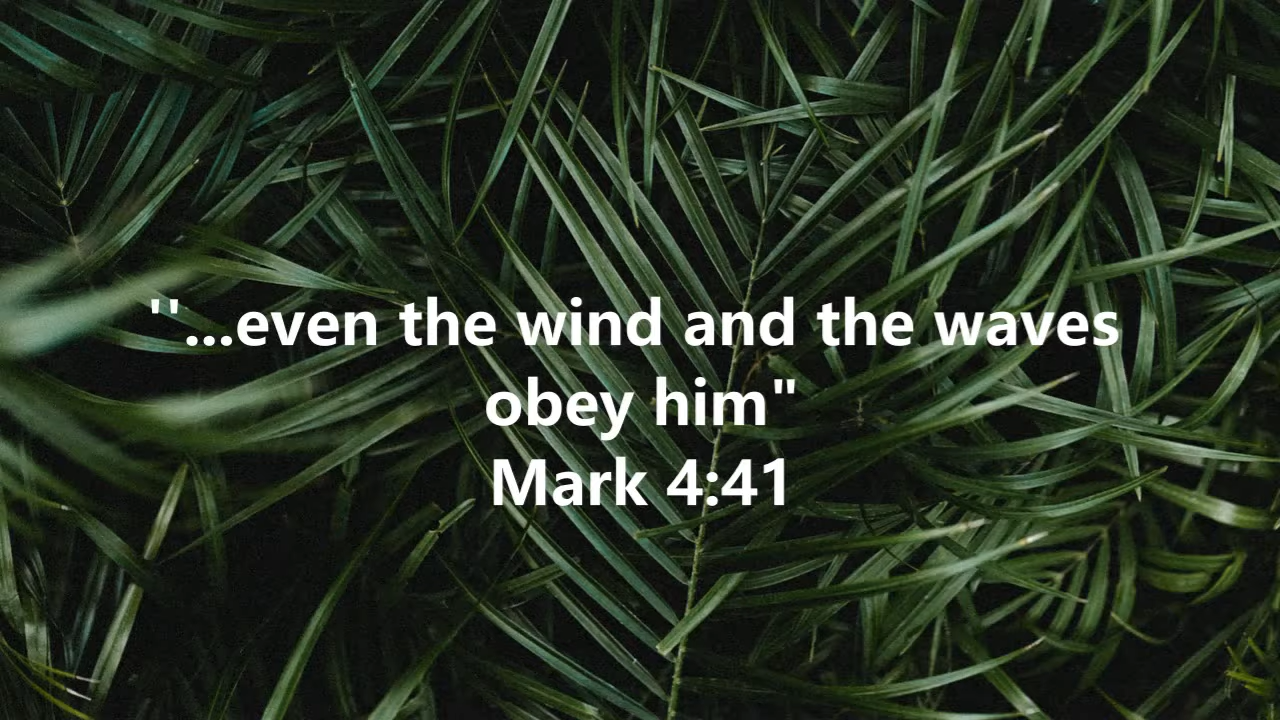 ''...even the wind and the waves
obey him"
Mark 4:41